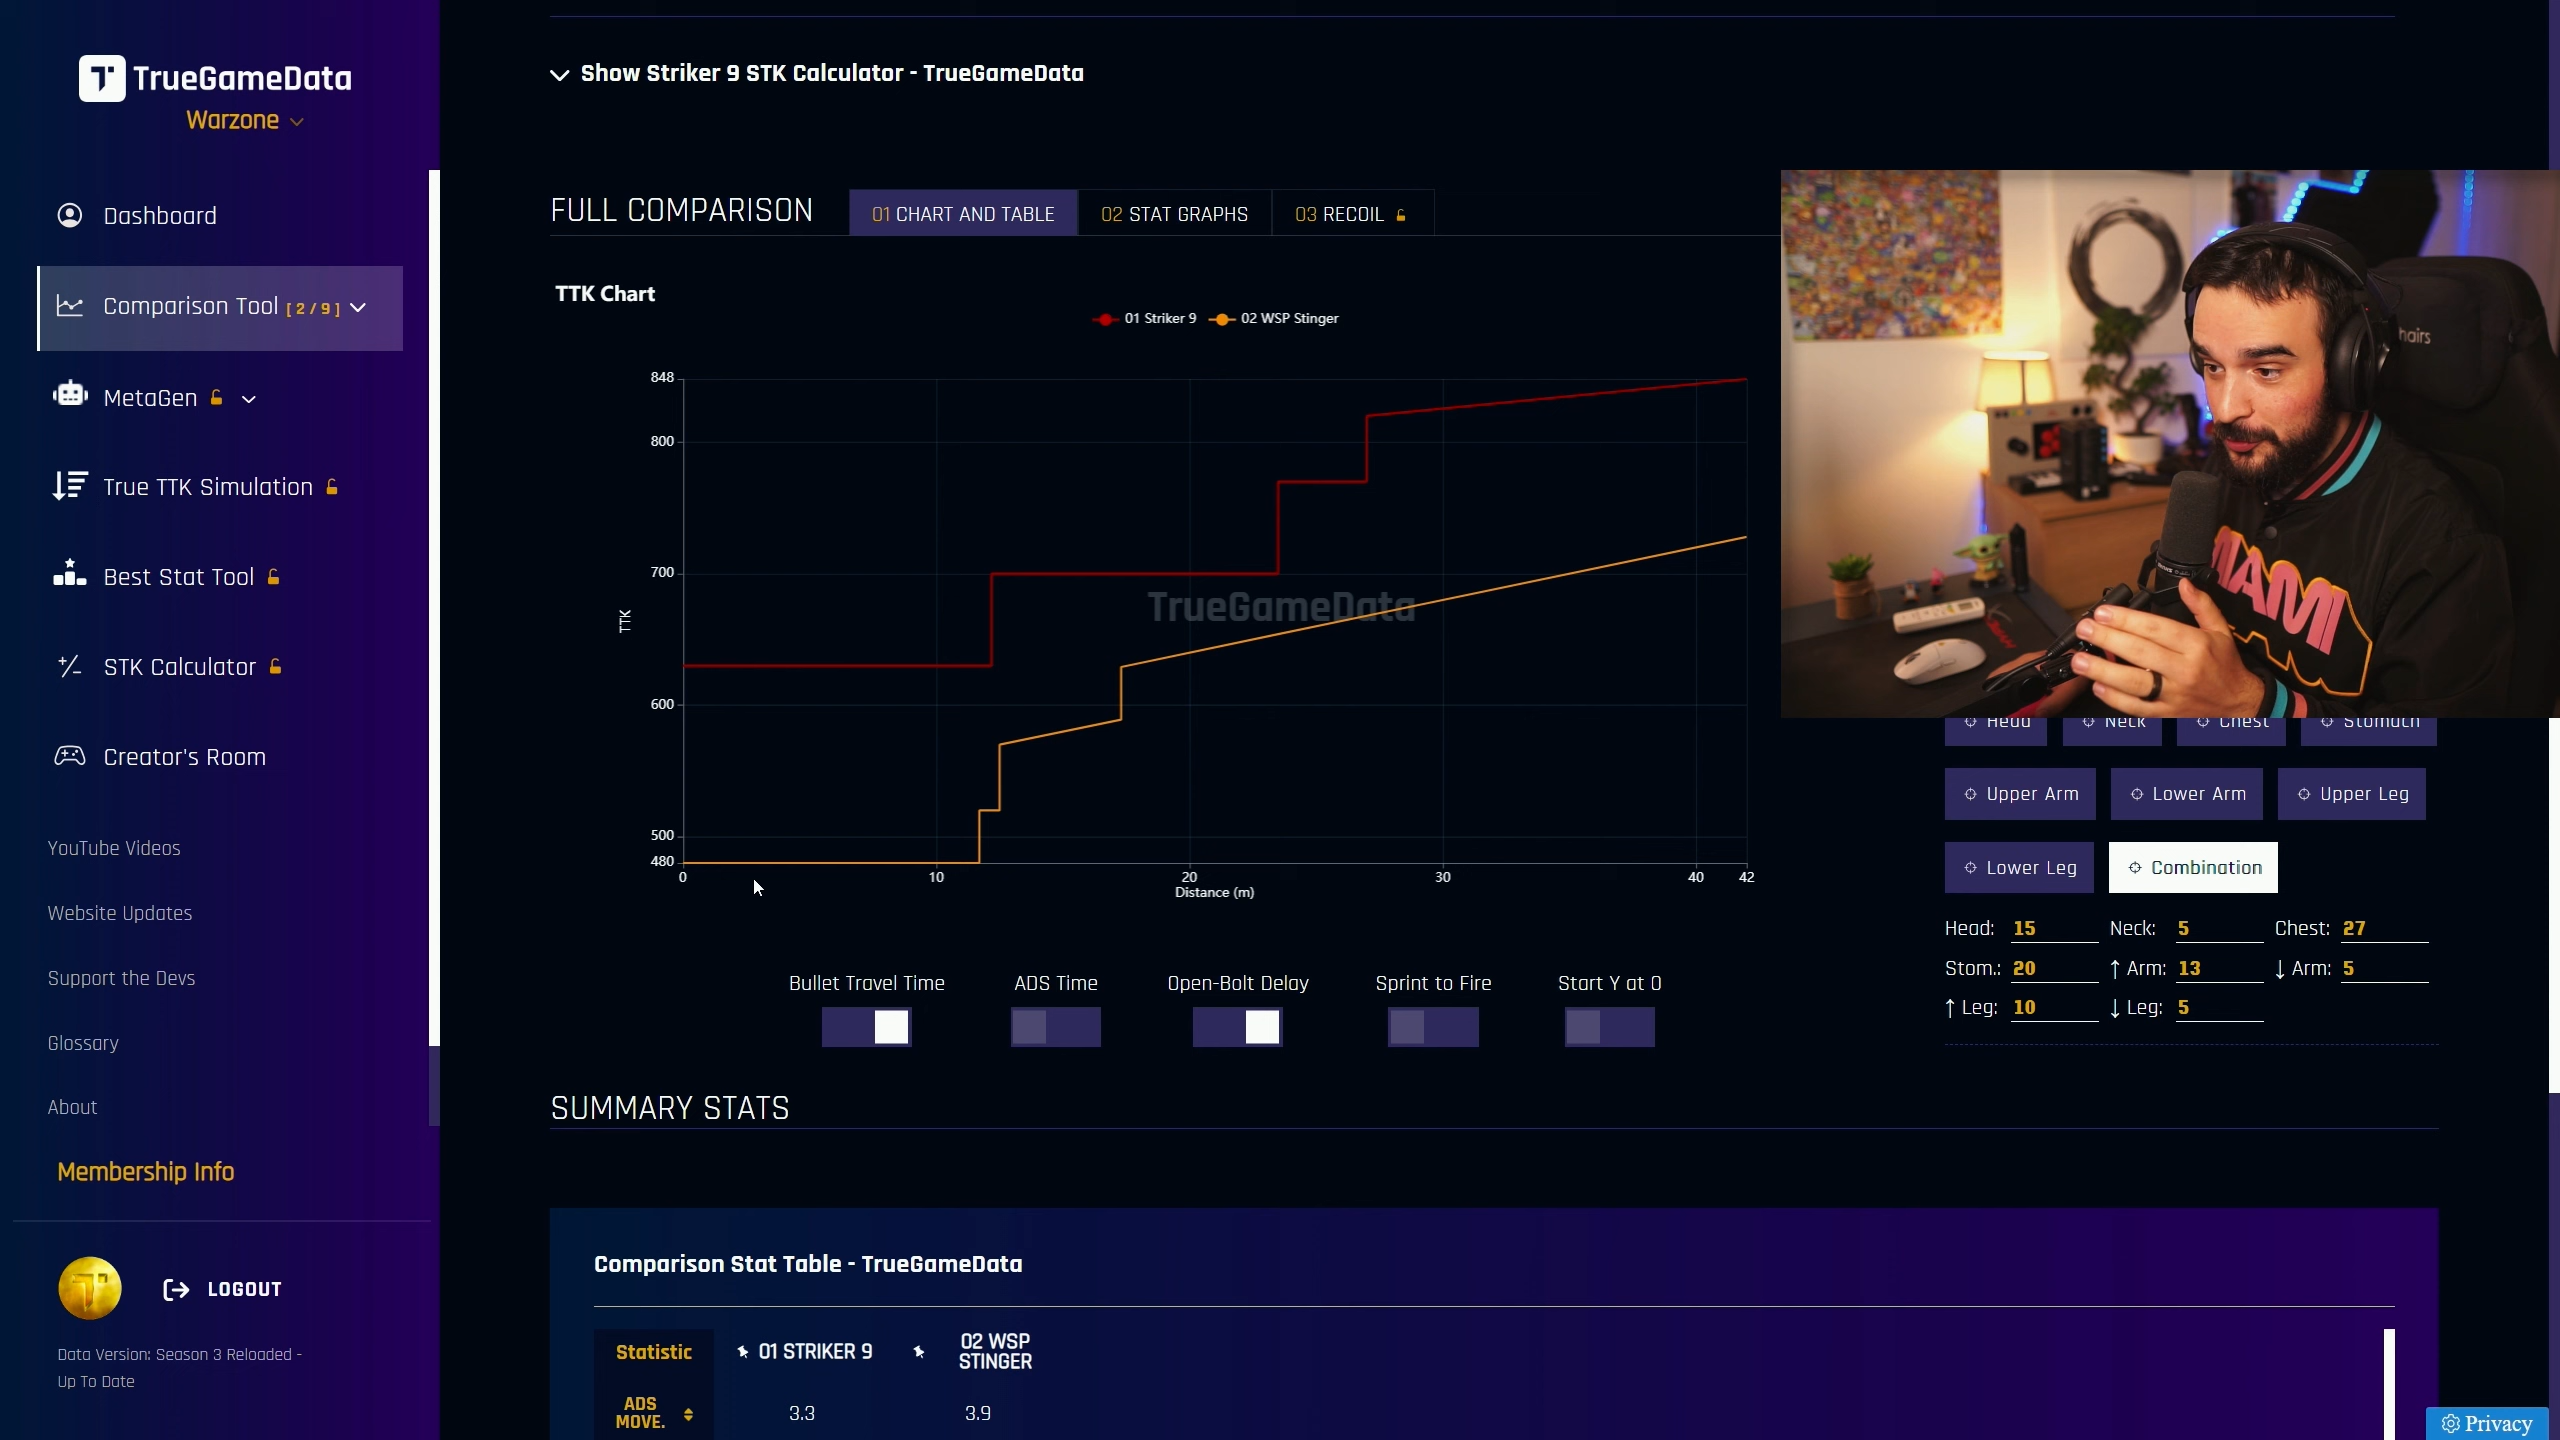 TrueGameData
Warzone
Dashboard
Comparison Tool [ 2 / 9 ]
MetaGen
True TTK Simulation
Best Stat Tool
STK Calculator
Creator's Room
YouTube Videos
Website Updates
Support the Devs
Glossary
About
Membership Info
LOGOUT
Data Version: Season 3 Reloaded -
Up To Date
Show Striker 9 STK Calculator - TrueGameData
FULL COMPARISON
01 CHART AND TABLE
02 STAT GRAPHS
03 RECOIL
TTK Chart
01 Striker 9
02 WSP Stinger
848
800
700
600
500
480
TTK
TrueGameData
0
10
20
30
40
42
Distance (m)
Bullet Travel Time
ADS Time
Open-Bolt Delay
Sprint to Fire
Start Y at 0
hairs
Head
Neck
Chest
Stomach
Upper Arm
Lower Arm
Upper Leg
Lower Leg
Combination
Head: 15 Neck: 5 Chest: 27
Stom.: 20 ↑ Arm: 13 ↓ Arm: 5
↑ Leg: 10 ↓ Leg: 5
SUMMARY STATS
Comparison Stat Table - TrueGameData
Statistic
01 STRIKER 9
02 WSP
STINGER
ADS
MOVE.
3.3
3.9
Privacy